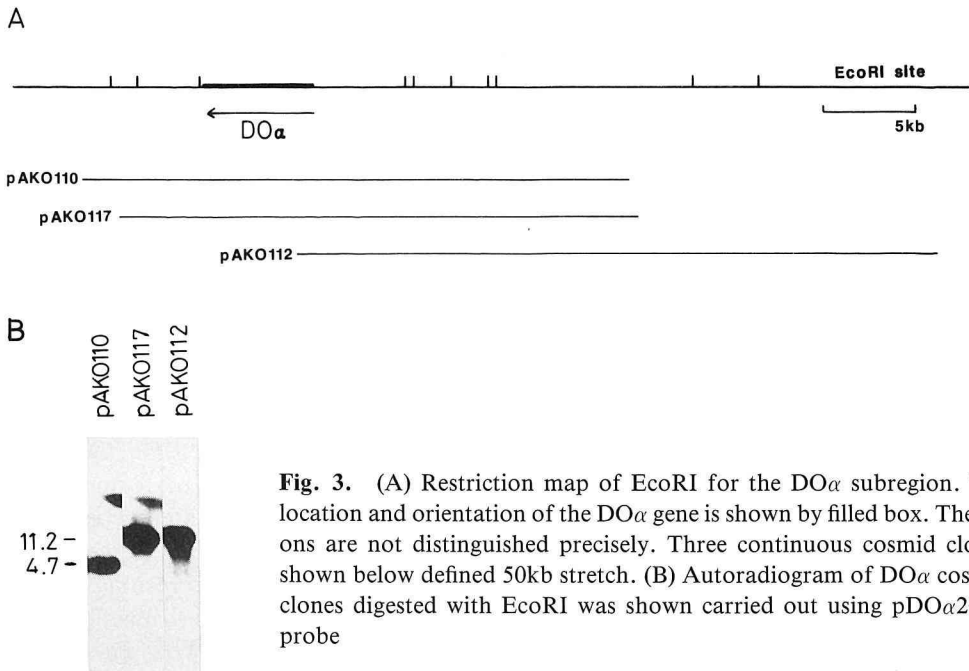 A
EcoRI site
DOα
5kb
pAKO110
pAKO117
pAKO112
B
pAKO110
pAKO117
pAKO112
11.2
4.7
Fig. 3. (A) Restriction map of EcoRI for the DOα subregion.
location and orientation of the DOα gene is shown by filled box. The
ons are not distinguished precisely. Three continuous cosmid clo
shown below defined 50kb stretch. (B) Autoradiogram of DOα cos
clones digested with EcoRI was shown carried out using pDOα2
probe